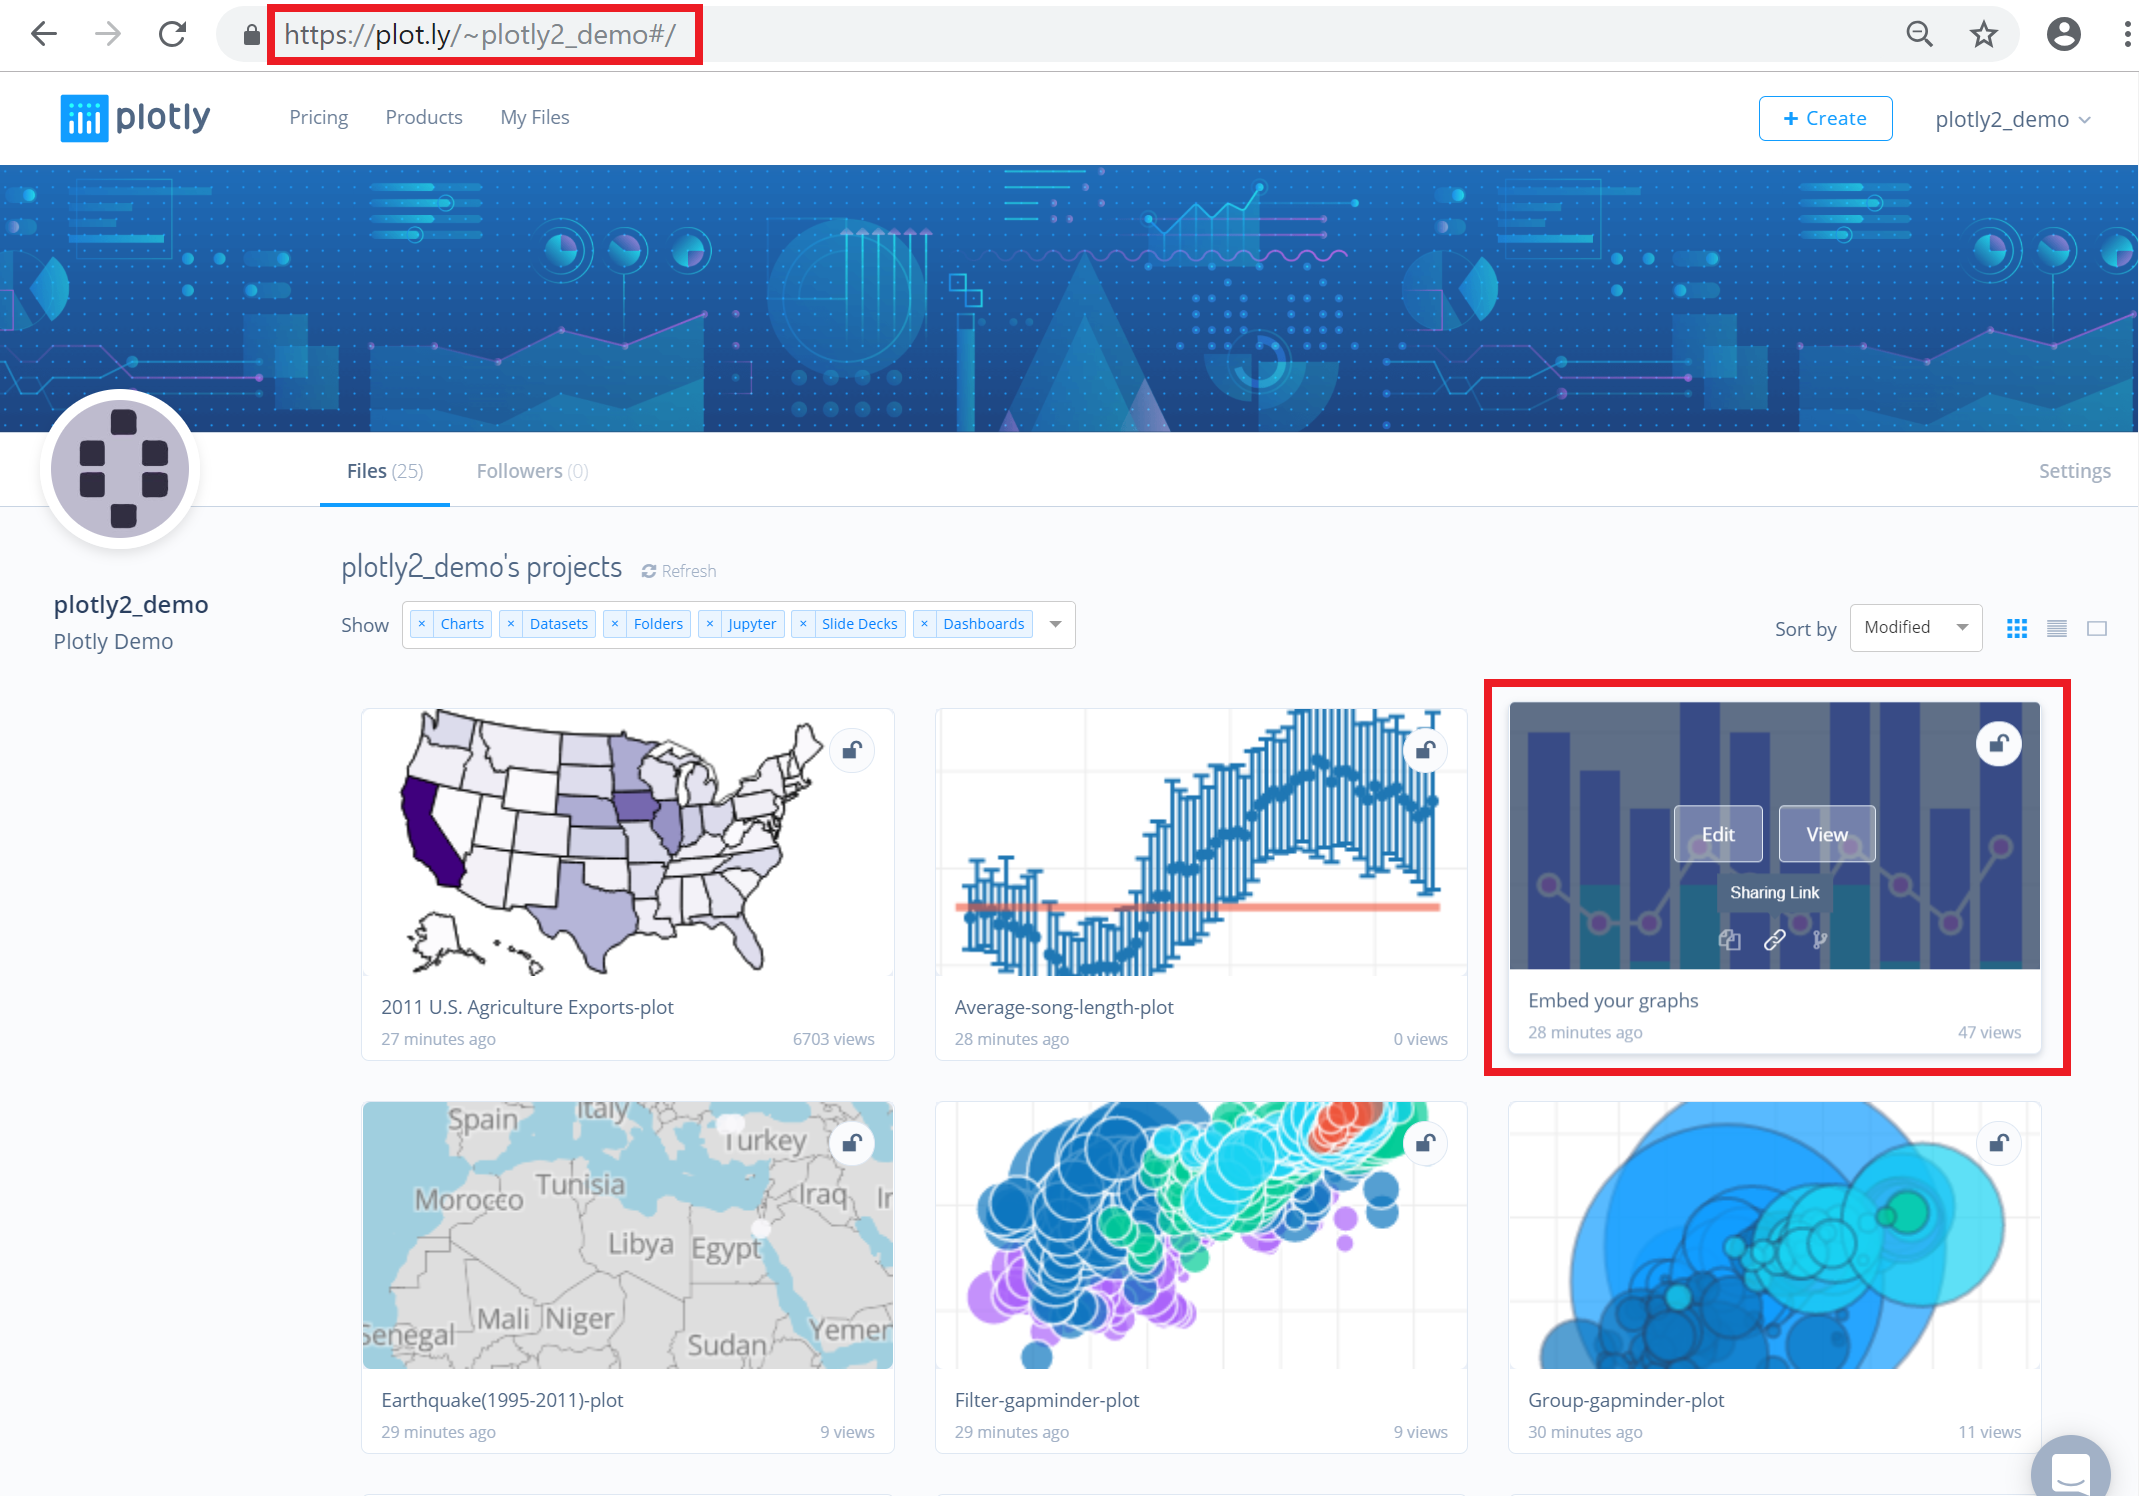 https://plot.ly/~plotly2_demo#/
plotly
Pricing
Products
My Files
+ Create
plotly2_demo
Files (25)
Followers (0)
Settings
plotly2_demo
Plotly Demo
plotly2_demo's projects
Refresh
Show
× Charts × Datasets × Folders × Jupyter × Slide Decks × Dashboards
Sort by
Modified
2011 U.S. Agriculture Exports-plot
27 minutes ago
6703 views
Average-song-length-plot
28 minutes ago
0 views
Edit
View
Sharing Link
Embed your graphs
28 minutes ago
47 views
Spain
Italy
Turkey
Morocco
Tunisia
Iraq
Ir
Libya
Egypt
Mali
Niger
Senegal
Sudan
Yemen
Earthquake(1995-2011)-plot
29 minutes ago
9 views
Filter-gapminder-plot
29 minutes ago
9 views
Group-gapminder-plot
30 minutes ago
11 views